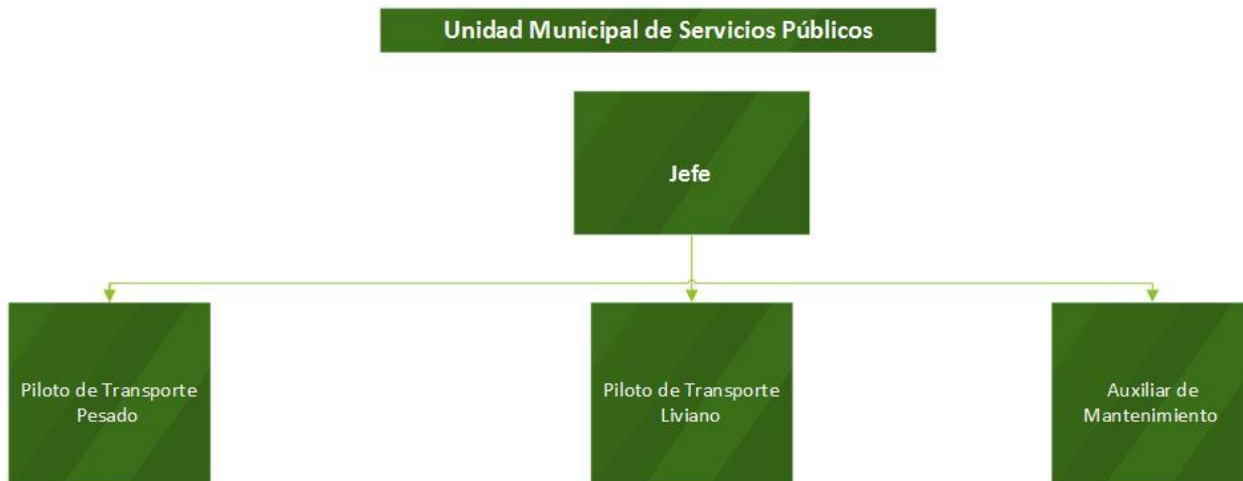 Unidad Municipal de Servicios Públicos
Jefe
Piloto de Transporte
Pesado
Piloto de Transporte
Liviano
Auxiliar de
Mantenimiento